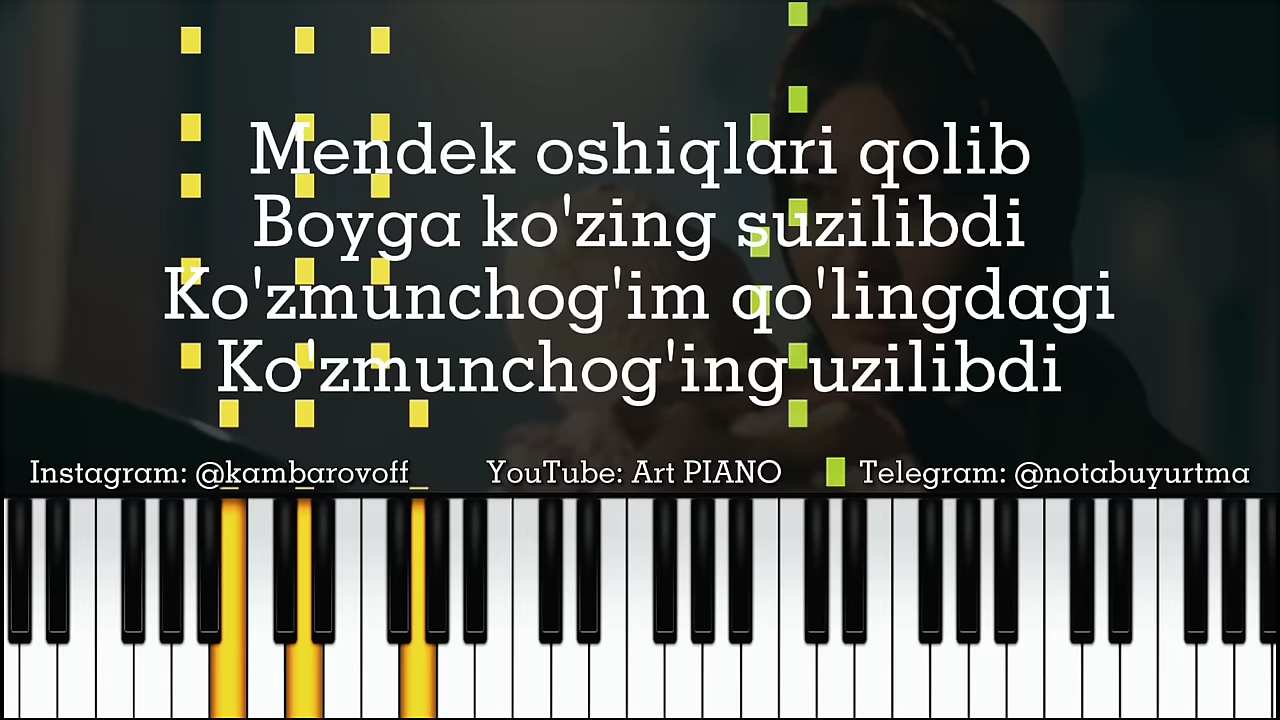 Mendek oshiqlari qolib
Boyga ko'zing suzilibdi
Ko'zmunchog'im qo'lingdagi
Ko'zmunchog'ing uzilibdi
Instagram: @kambarovoff_ YouTube: Art PIANO Telegram: @notabuyurtma